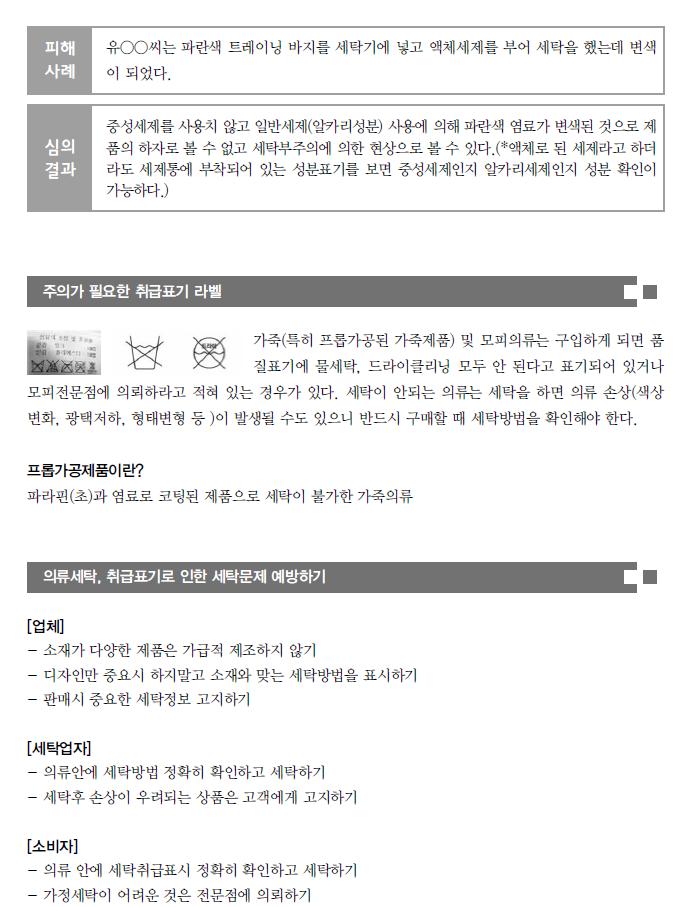 피해
사례
유○○씨는 파란색 트레이닝 바지를 세탁기에 넣고 액체세제를 부어 세탁을 했는데 변색
이 되었다.
심의
결과
중성세제를 사용치 않고 일반세제(알카리성분) 사용에 의해 파란색 염료가 변색된 것으로 제
품의 하자로 볼 수 없고 세탁부주의에 의한 현상으로 볼 수 있다.(*액체로 된 세제라고 하더
라도 세제통에 부착되어 있는 성분표기를 보면 중성세제인지 알카리세제인지 성분 확인이
가능하다.)
주의가 필요한 취급표기 라벨
드라이
가죽(특히 프롭가공된 가죽제품) 및 모피의류는 구입하게 되면 품
질표기에 물세탁, 드라이클리닝 모두 안 된다고 표기되어 있거나
모피전문점에 의뢰하라고 적혀 있는 경우가 있다. 세탁이 안되는 의류는 세탁을 하면 의류 손상(색상
변화, 광택저하, 형태변형 등 )이 발생될 수도 있으니 반드시 구매할 때 세탁방법을 확인해야 한다.
프롭가공제품이란?
파라핀(초)과 염료로 코팅된 제품으로 세탁이 불가한 가죽의류
의류세탁, 취급표기로 인한 세탁문제 예방하기
[업체]
– 소재가 다양한 제품은 가급적 제조하지 않기
– 디자인만 중요시 하지말고 소재와 맞는 세탁방법을 표시하기
– 판매시 중요한 세탁정보 고지하기
[세탁업자]
– 의류안에 세탁방법 정확히 확인하고 세탁하기
– 세탁후 손상이 우려되는 상품은 고객에게 고지하기
[소비자]
– 의류 안에 세탁취급표시 정확히 확인하고 세탁하기
– 가정세탁이 어려운 것은 전문점에 의뢰하기